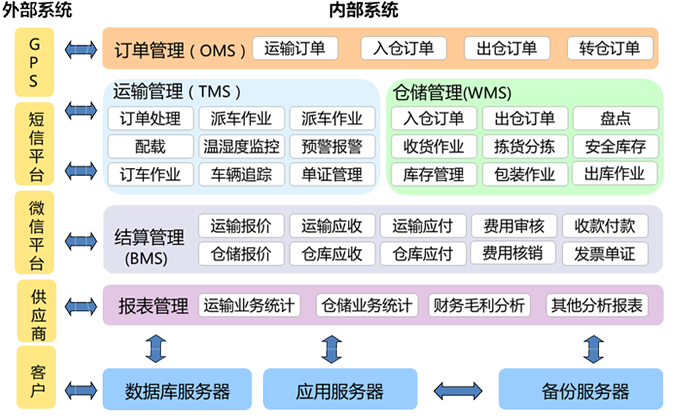 外部系统
内部系统
GPS
短信平台
微信平台
供应商
客户
订单管理（OMS） 运输订单 入仓订单 出仓订单 转仓订单
运输管理（TMS）
订单处理 派车作业 派车作业
配载 温湿度监控 预警报警
订车作业 车辆追踪 单证管理
仓储管理(WMS)
入仓订单 出仓订单 盘点
收货作业 拣货分拣 安全库存
库存管理 包装作业 出库作业
结算管理
(BMS)
运输报价 运输应收 运输应付 费用审核 收款付款
仓储报价 仓库应收 仓库应付 费用核销 发票单证
报表管理 运输业务统计 仓储业务统计 财务毛利分析 其他分析报表
数据库服务器 应用服务器 备份服务器